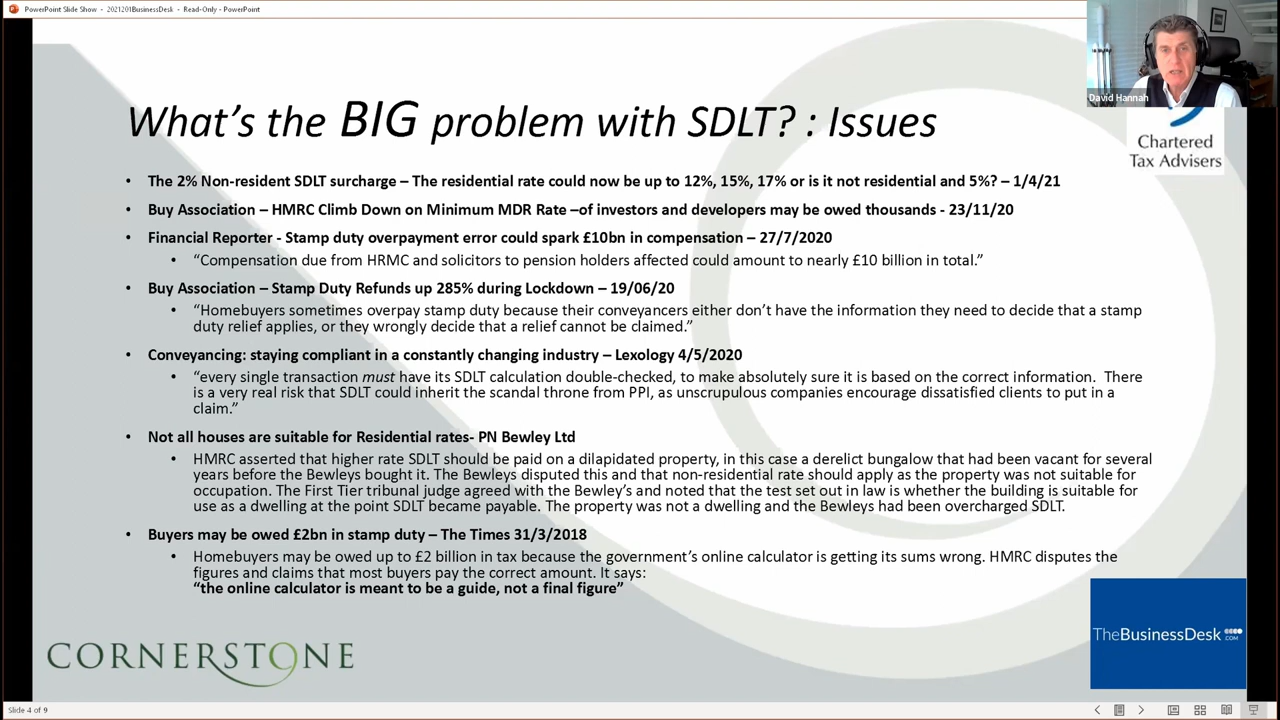 PowerPoint Slide Show - 2021201BusinessDesk - Read-Only - PowerPoint
David Hannah
What's the BIG problem with SDLT? : Issues
Chartered
Tax Advisers
• The 2% Non-resident SDLT surcharge – The residential rate could now be up to 12%, 15%, 17% or is it not residential and 5%? – 1/4/21
• Buy Association – HMRC Climb Down on Minimum MDR Rate –of investors and developers may be owed thousands - 23/11/20
• Financial Reporter - Stamp duty overpayment error could spark £10bn in compensation – 27/7/2020
• "Compensation due from HRMC and solicitors to pension holders affected could amount to nearly £10 billion in total."
• Buy Association – Stamp Duty Refunds up 285% during Lockdown – 19/06/20
• "Homebuyers sometimes overpay stamp duty because their conveyancers either don't have the information they need to decide that a stamp
duty relief applies, or they wrongly decide that a relief cannot be claimed."
• Conveyancing: staying compliant in a constantly changing industry – Lexology 4/5/2020
• "every single transaction must have its SDLT calculation double-checked, to make absolutely sure it is based on the correct information.  There
is a very real risk that SDLT could inherit the scandal throne from PPI, as unscrupulous companies encourage dissatisfied clients to put in a
claim."
• Not all houses are suitable for Residential rates- PN Bewley Ltd
• HMRC asserted that higher rate SDLT should be paid on a dilapidated property, in this case a derelict bungalow that had been vacant for several
years before the Bewleys bought it. The Bewleys disputed this and that non-residential rate should apply as the property was not suitable for
occupation. The First Tier tribunal judge agreed with the Bewley's and noted that the test set out in law is whether the building is suitable for
use as a dwelling at the point SDLT became payable. The property was not a dwelling and the Bewleys had been overcharged SDLT.
• Buyers may be owed £2bn in stamp duty – The Times 31/3/2018
• Homebuyers may be owed up to £2 billion in tax because the government's online calculator is getting its sums wrong. HMRC disputes the
figures and claims that most buyers pay the correct amount. It says:
"the online calculator is meant to be a guide, not a final figure"
CORNERSTONE
TheBusinessDesk
.COM
Slide 4 of 9